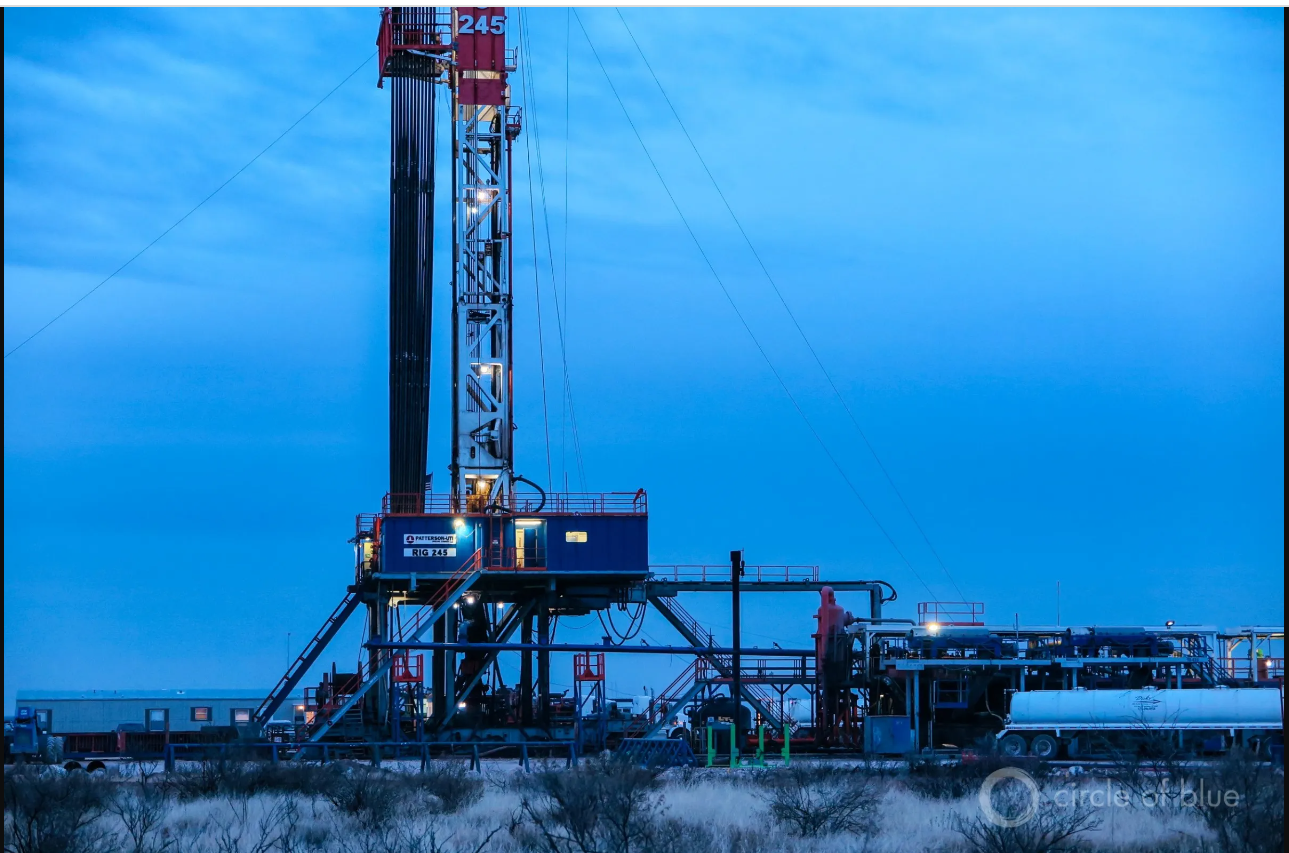 245
PATTERSON-UTI
RIG 245
circle of blue